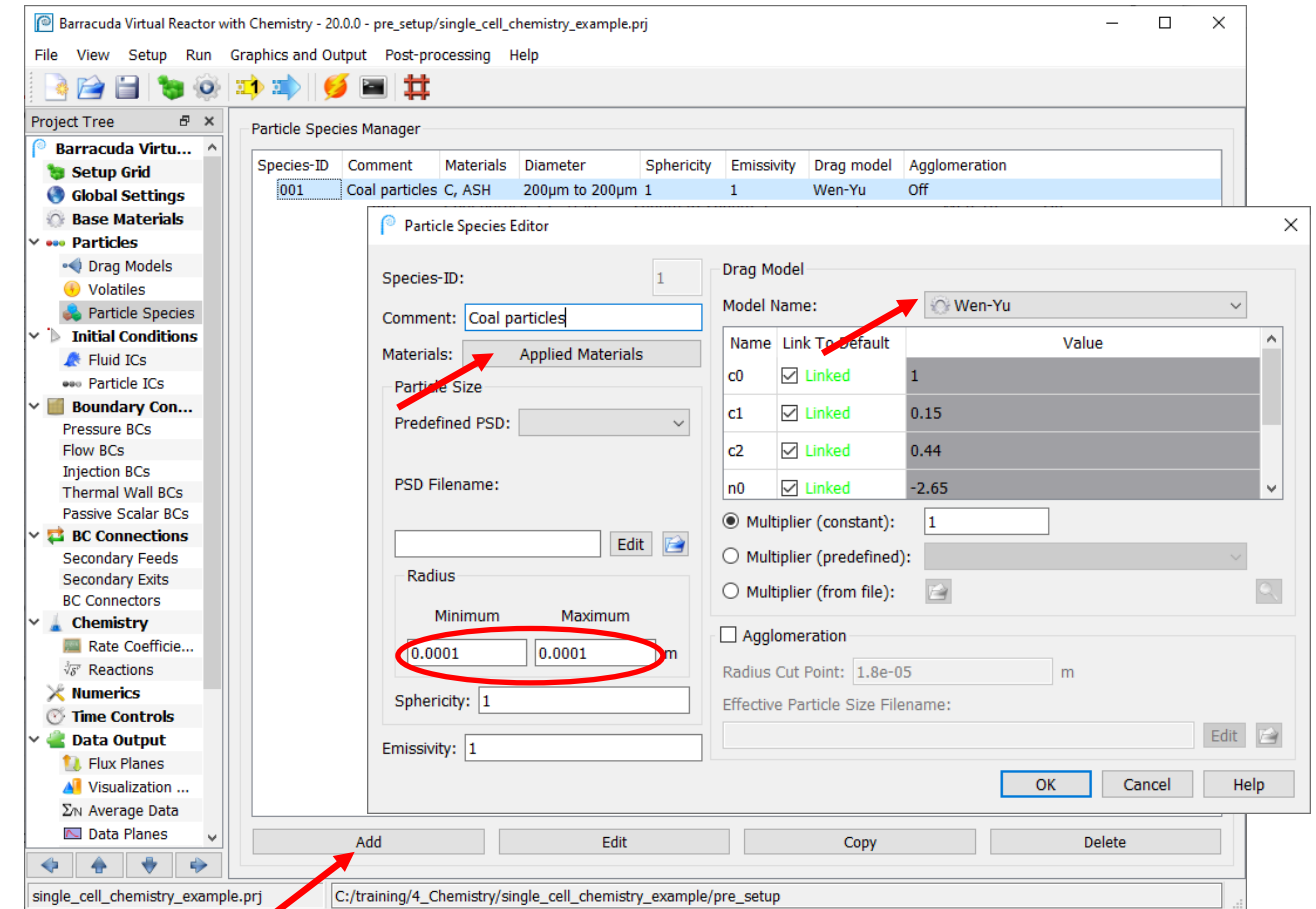 Barracuda Virtual Reactor with Chemistry - 20.0.0 - pre_setup/single_cell_chemistry_example.prj
File View Setup Run Graphics and Output Post-processing Help
Project Tree
Barracuda Virtu...
Setup Grid
Global Settings
Base Materials
Particles
Drag Models
Volatiles
Particle Species
Initial Conditions
Fluid ICs
Particle ICs
Boundary Con...
Pressure BCs
Flow BCs
Injection BCs
Thermal Wall BCs
Passive Scalar BCs
BC Connections
Secondary Feeds
Secondary Exits
BC Connectors
Chemistry
Rate Coefficie...
Reactions
Numerics
Time Controls
Data Output
Flux Planes
Visualization ...
Average Data
Data Planes
Particle Species Manager
Species-ID Comment Materials Diameter Sphericity Emissivity Drag model Agglomeration
001 Coal particles C, ASH 200µm to 200µm 1 1 Wen-Yu Off
Particle Species Editor
Species-ID: 1
Comment: Coal particles
Materials: Applied Materials
Particle Size
Predefined PSD:
PSD Filename:
Edit
Radius
Minimum Maximum
0.0001 0.0001 m
Sphericity: 1
Emissivity: 1
Drag Model
Model Name: Wen-Yu
Name Link To Default Value
c0 Linked 1
c1 Linked 0.15
c2 Linked 0.44
n0 Linked -2.65
Multiplier (constant): 1
Multiplier (predefined):
Multiplier (from file):
Agglomeration
Radius Cut Point: 1.8e-05 m
Effective Particle Size Filename:
Edit
OK Cancel Help
Add Edit Copy Delete
single_cell_chemistry_example.prj C:/training/4_Chemistry/single_cell_chemistry_example/pre_setup